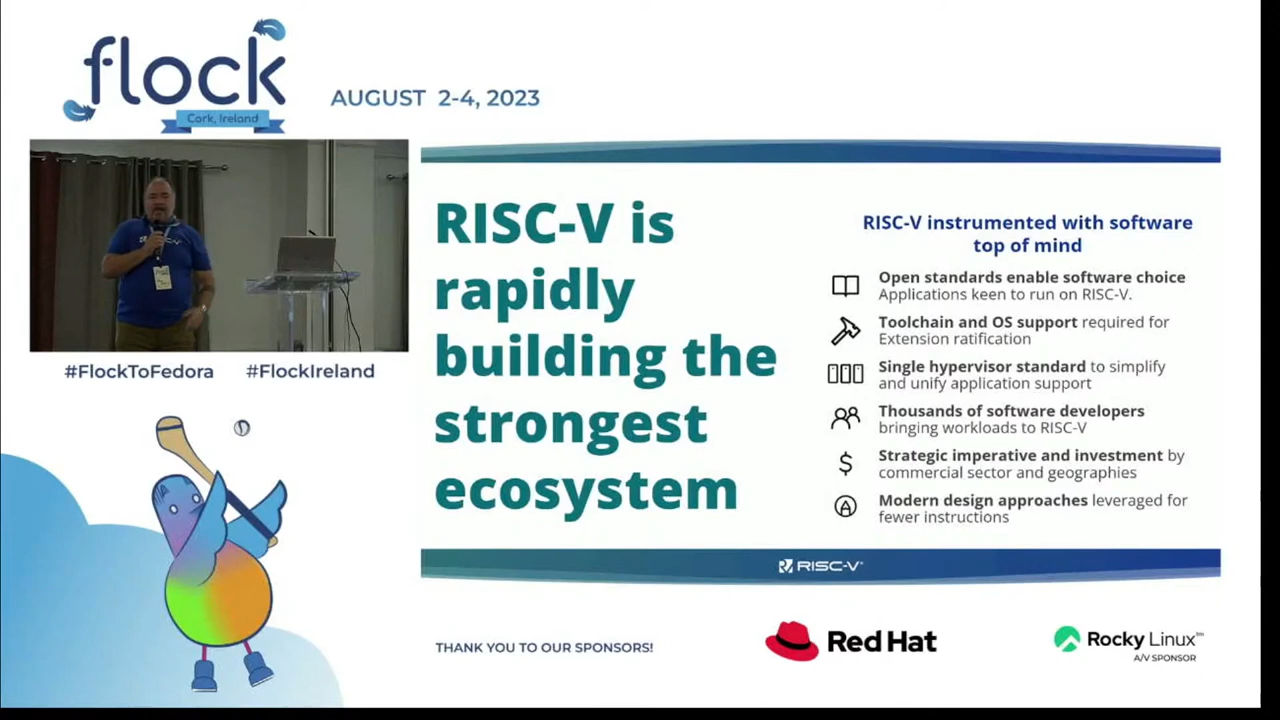 flock
Cork, Ireland
AUGUST 2-4, 2023
RISC-V
#FlockToFedora #FlockIreland
RISC-V is
rapidly
building the
strongest
ecosystem
RISC-V instrumented with software
top of mind
Open standards enable software choice
Applications keen to run on RISC-V.
Toolchain and OS support required for
Extension ratification
Single hypervisor standard to simplify
and unify application support
Thousands of software developers
bringing workloads to RISC-V
$
Strategic imperative and investment by
commercial sector and geographies
A
Modern design approaches leveraged for
fewer instructions
RISC-V®
THANK YOU TO OUR SPONSORS!
Red Hat
Rocky Linux™
A/V SPONSOR